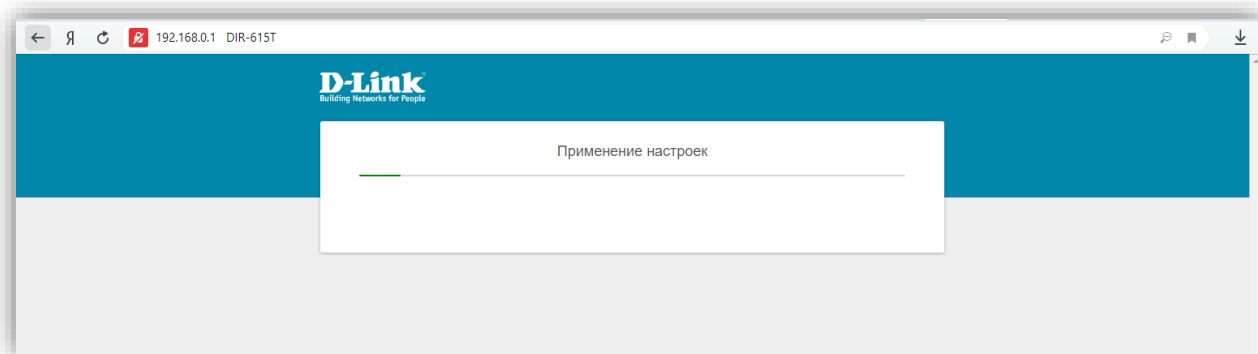 Я 192.168.0.1 DIR-615T
D-Link
Building Networks for People
Применение настроек